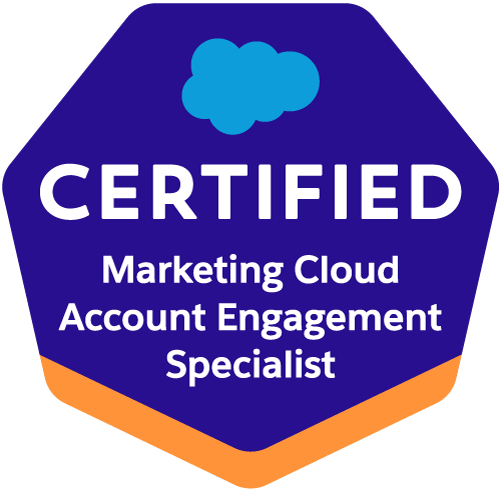 CERTIFIED
Marketing Cloud
Account Engagement
Specialist